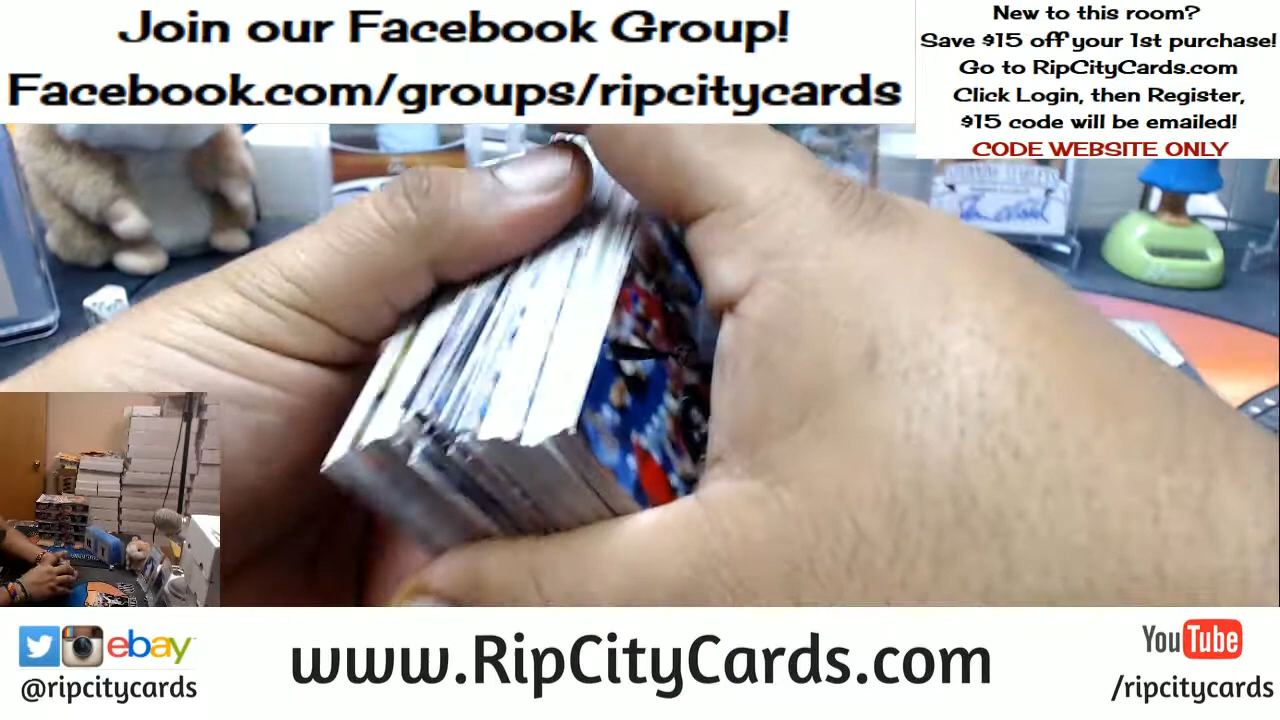 Join our Facebook Group!
Facebook.com/groups/ripcitycards
New to this room?
Save $15 off your 1st purchase!
Go to RipCityCards.com
Click Login, then Register,
$15 code will be emailed!
CODE WEBSITE ONLY
ebay
@ripcitycards
www.RipCityCards.com
YouTube
/ripcitycards